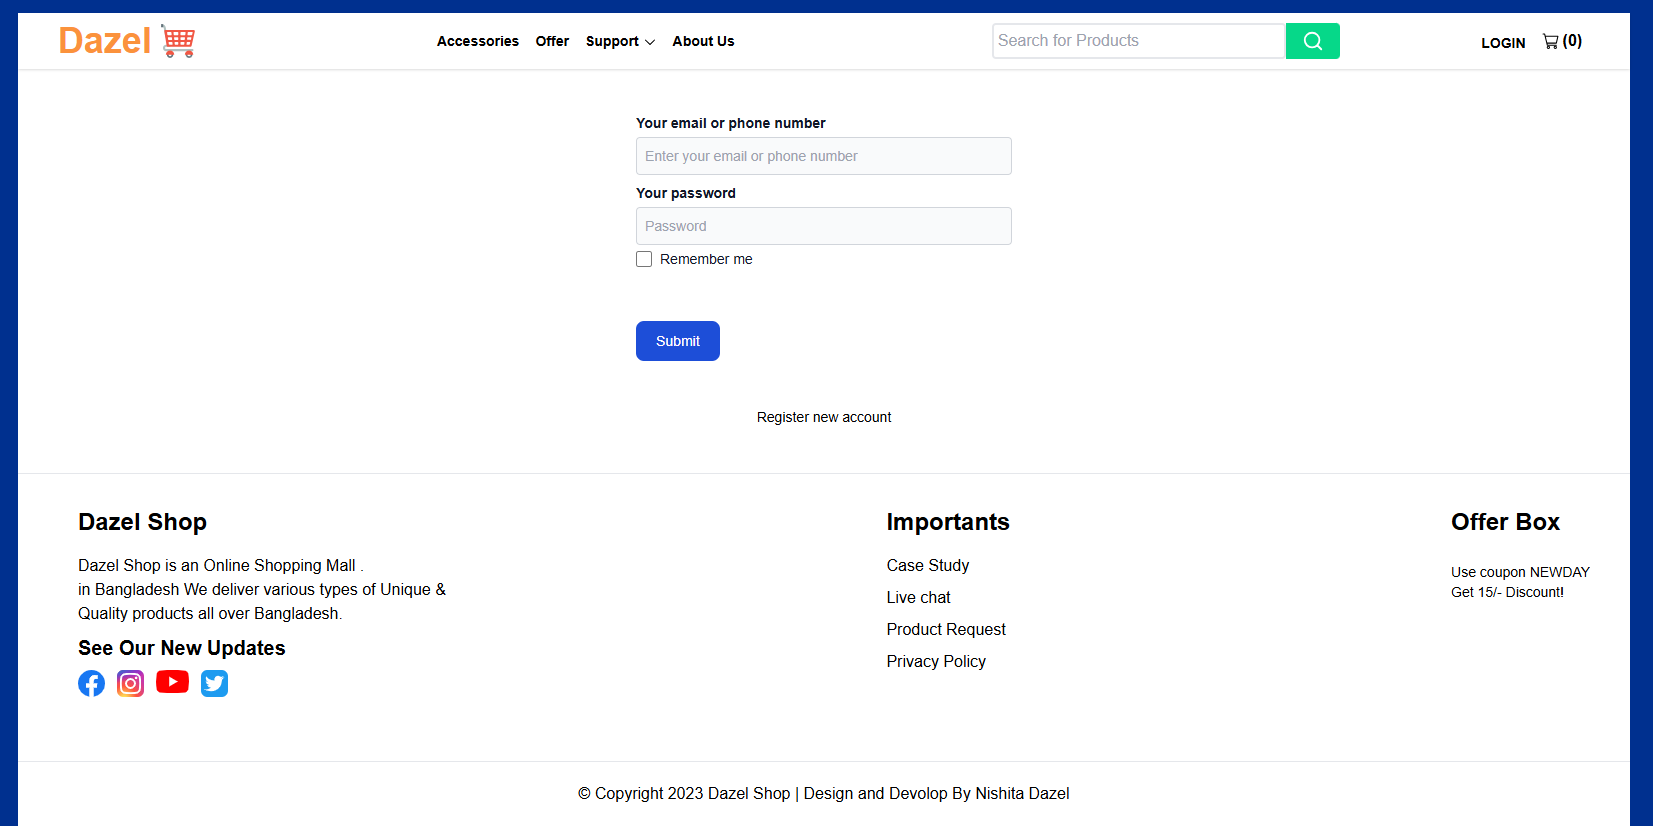 Dazel
Accessories Offer Support About Us
Search for Products
LOGIN (0)
Your email or phone number
Enter your email or phone number
Your password
Password
Remember me
Submit
Register new account
Dazel Shop
Dazel Shop is an Online Shopping Mall .
in Bangladesh We deliver various types of Unique &
Quality products all over Bangladesh.
See Our New Updates
Importants
Case Study
Live chat
Product Request
Privacy Policy
Offer Box
Use coupon NEWDAY
Get 15/- Discount!
© Copyright 2023 Dazel Shop | Design and Devolop By Nishita Dazel